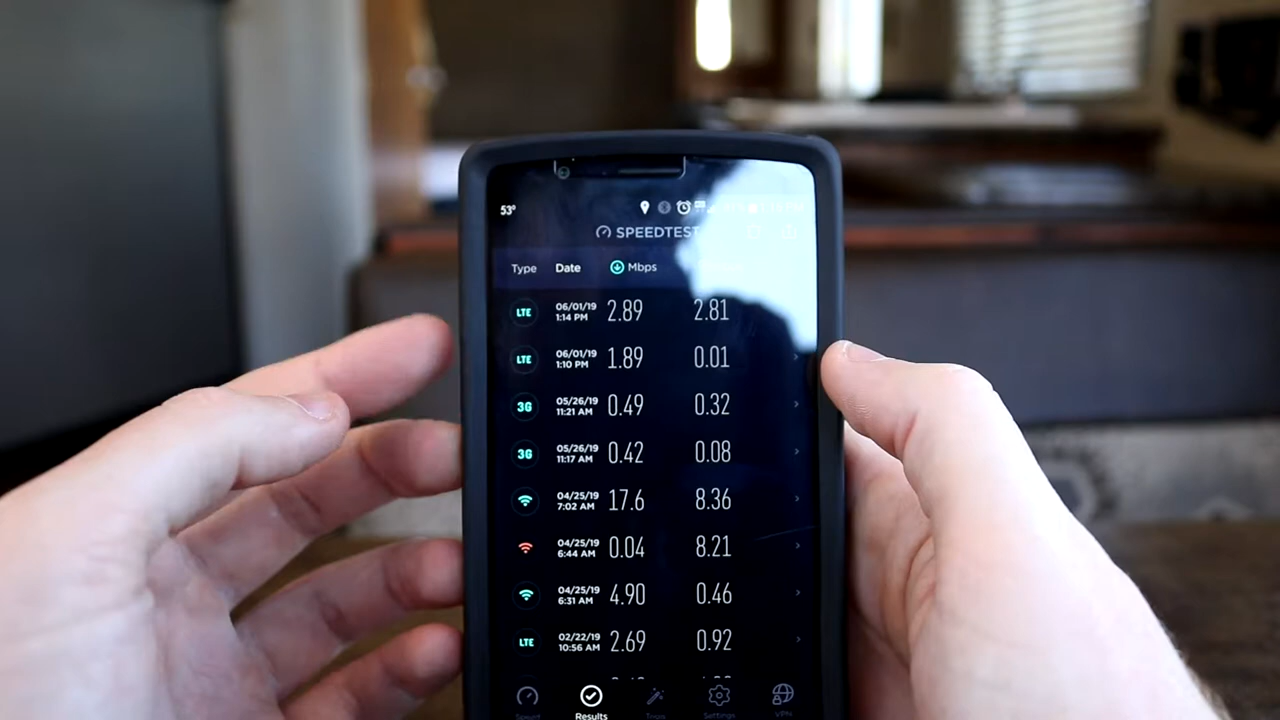 53°
SPEEDTEST
Type Date Mbps
LTE 06/01/19 1:14 PM 2.89 2.81
LTE 06/01/19 1:10 PM 1.89 0.01
3G 05/26/19 11:21 AM 0.49 0.32
3G 05/26/19 11:17 AM 0.42 0.08
04/25/19 7:02 AM 17.6 8.36
04/25/19 6:44 AM 0.04 8.21
04/25/19 6:31 AM 4.90 0.46
LTE 02/22/19 10:56 AM 2.69 0.92
Speed Results Settings VPN